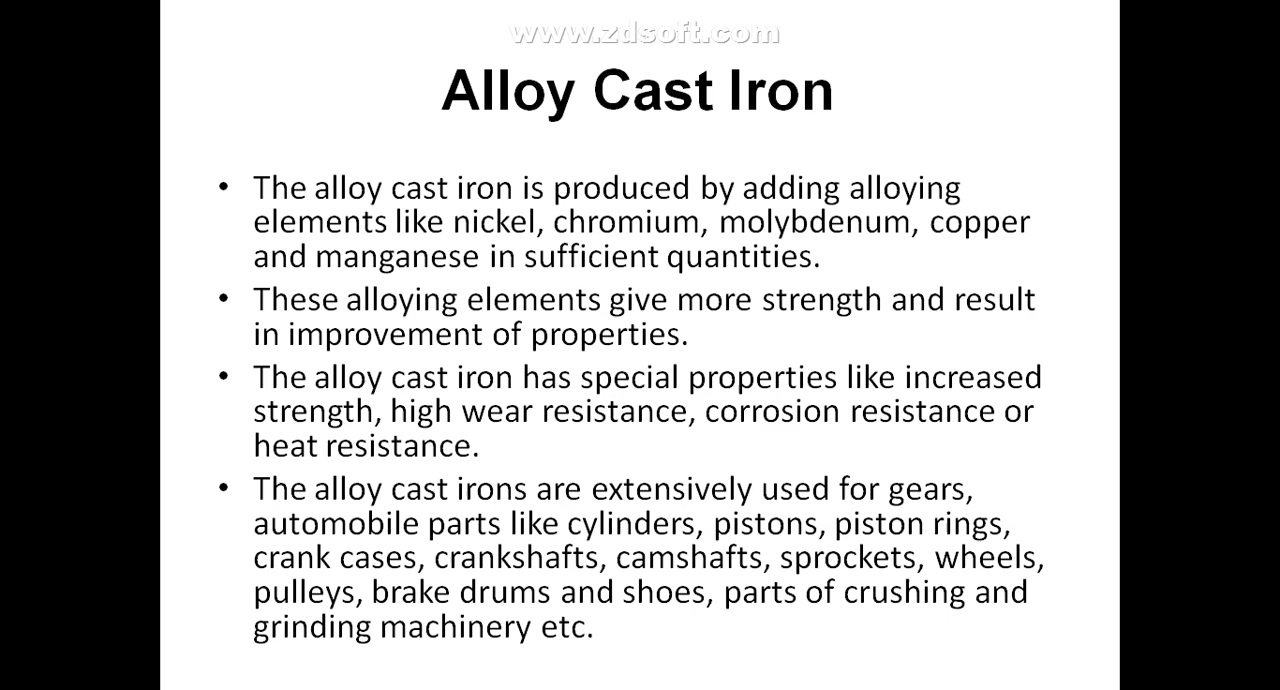 www.zdsoft.com
Alloy Cast Iron
• The alloy cast iron is produced by adding alloying
elements like nickel, chromium, molybdenum, copper
and manganese in sufficient quantities.
• These alloying elements give more strength and result
in improvement of properties.
• The alloy cast iron has special properties like increased
strength, high wear resistance, corrosion resistance or
heat resistance.
• The alloy cast irons are extensively used for gears,
automobile parts like cylinders, pistons, piston rings,
crank cases, crankshafts, camshafts, sprockets, wheels,
pulleys, brake drums and shoes, parts of crushing and
grinding machinery etc.